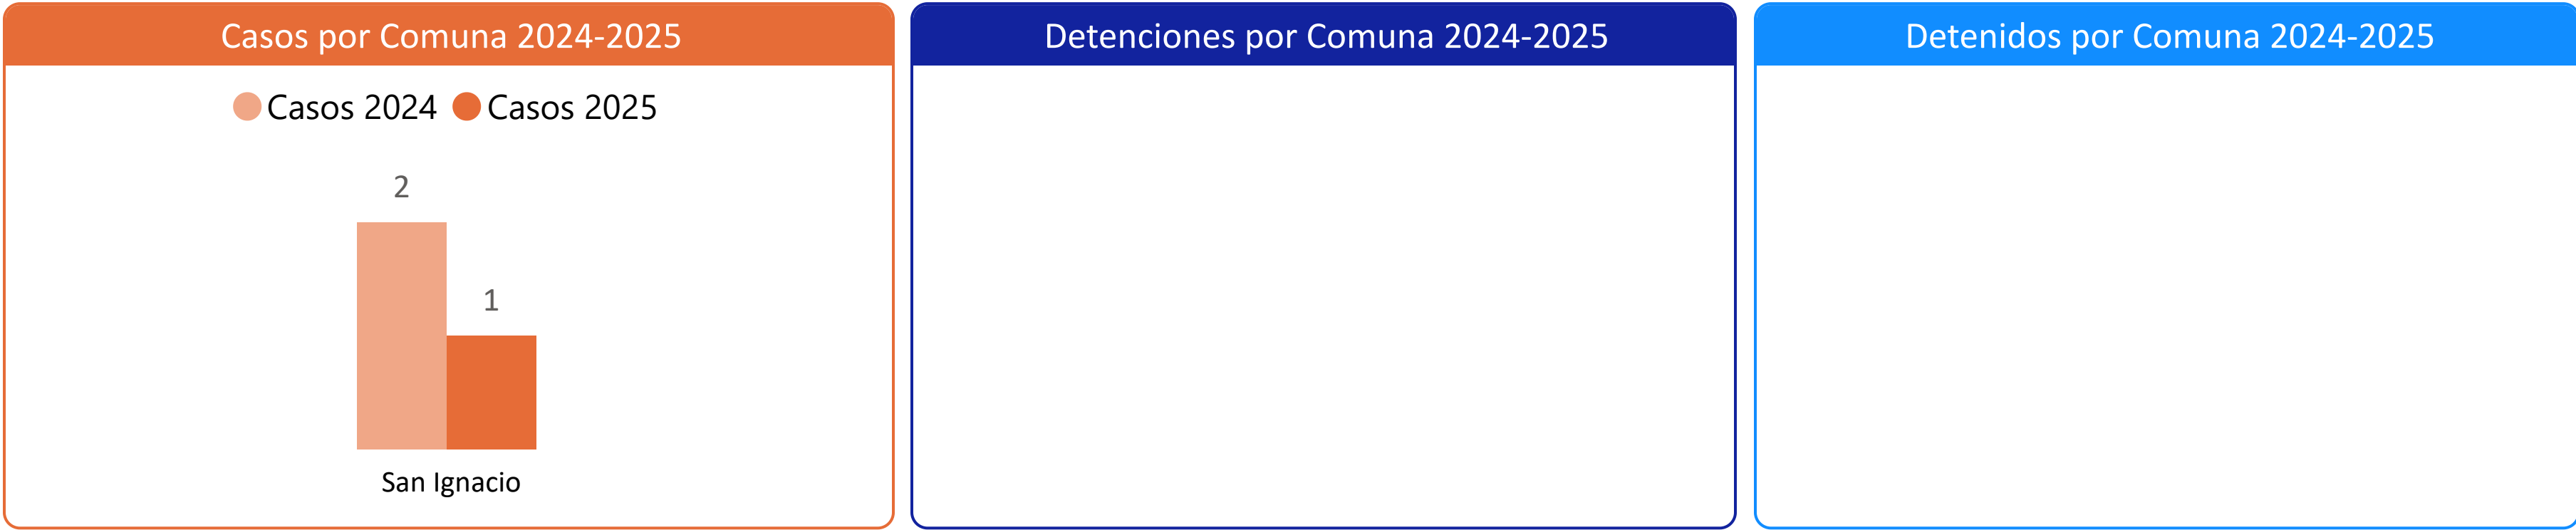 Casos por Comuna 2024-2025
Casos 2024 Casos 2025
2
1
San Ignacio
Detenciones por Comuna 2024-2025
Detenidos por Comuna 2024-2025